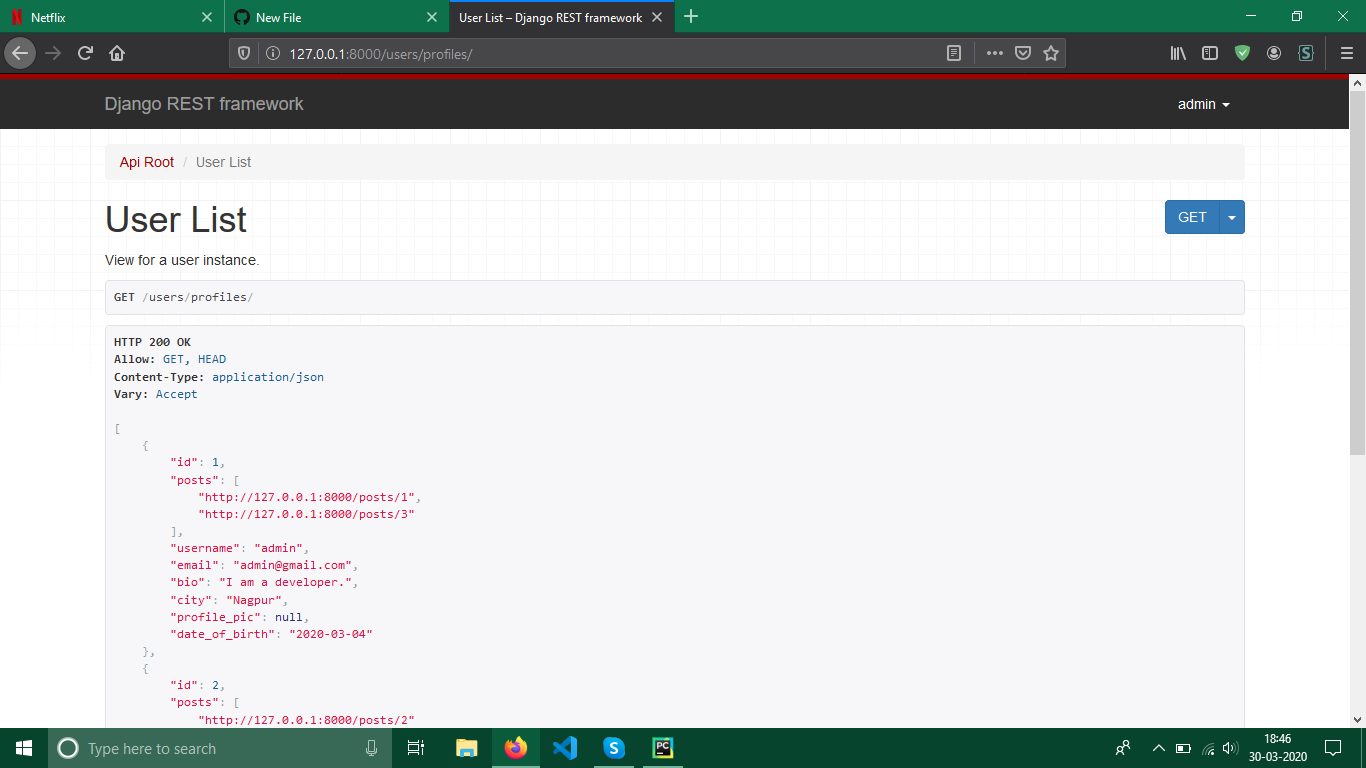 Netflix
New File
User List – Django REST framework
127.0.0.1:8000/users/profiles/
Django REST framework
admin
Api Root / User List
User List
GET
View for a user instance.
GET /users/profiles/
HTTP 200 OK
Allow: GET, HEAD
Content-Type: application/json
Vary: Accept
[
{
"id": 1,
"posts": [
"http://127.0.0.1:8000/posts/1",
"http://127.0.0.1:8000/posts/3"
],
"username": "admin",
"email": "admin@gmail.com",
"bio": "I am a developer.",
"city": "Nagpur",
"profile_pic": null,
"date_of_birth": "2020-03-04"
},
{
"id": 2,
"posts": [
"http://127.0.0.1:8000/posts/2"
Type here to search
18:46
30-03-2020